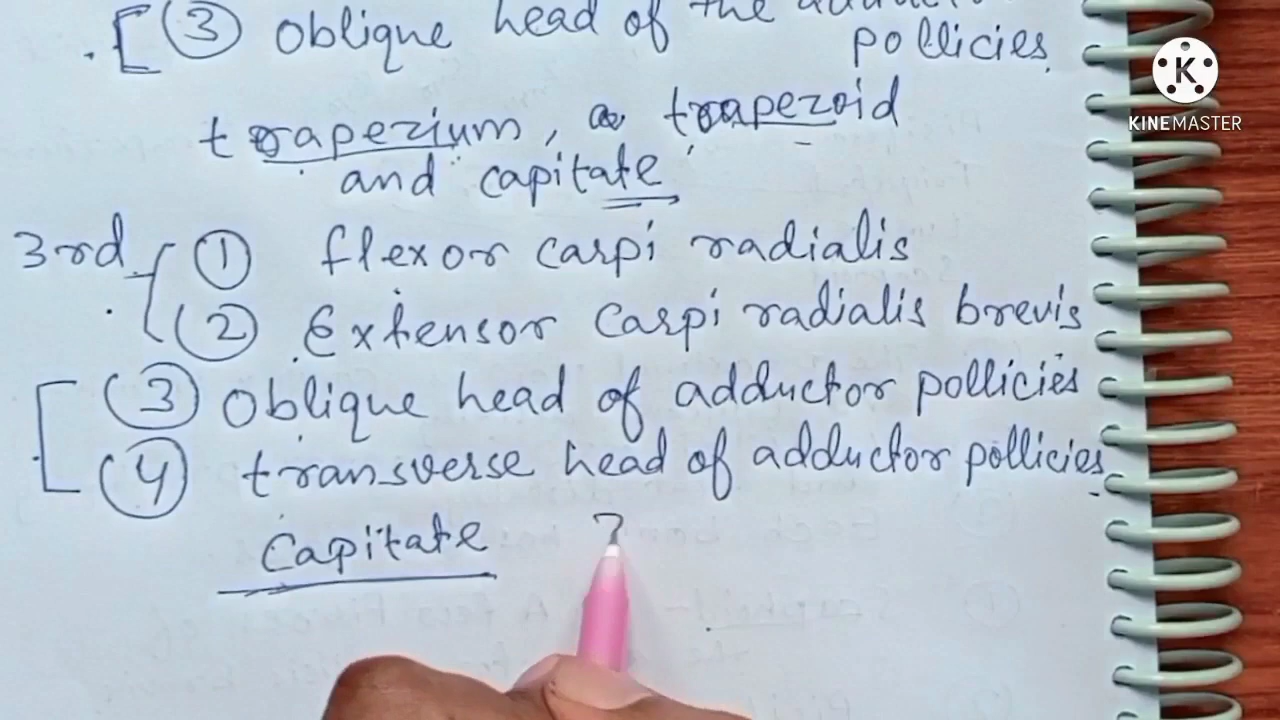 ③ oblique head of the adductor
pollicies
trapezium, trapezoid
and capitate
3rd ① flexor carpi radialis
② Extensor carpi radialis brevis
③ oblique head of adductor pollicies
④ transverse head of adductor pollicies
Capitate
KINEMASTER